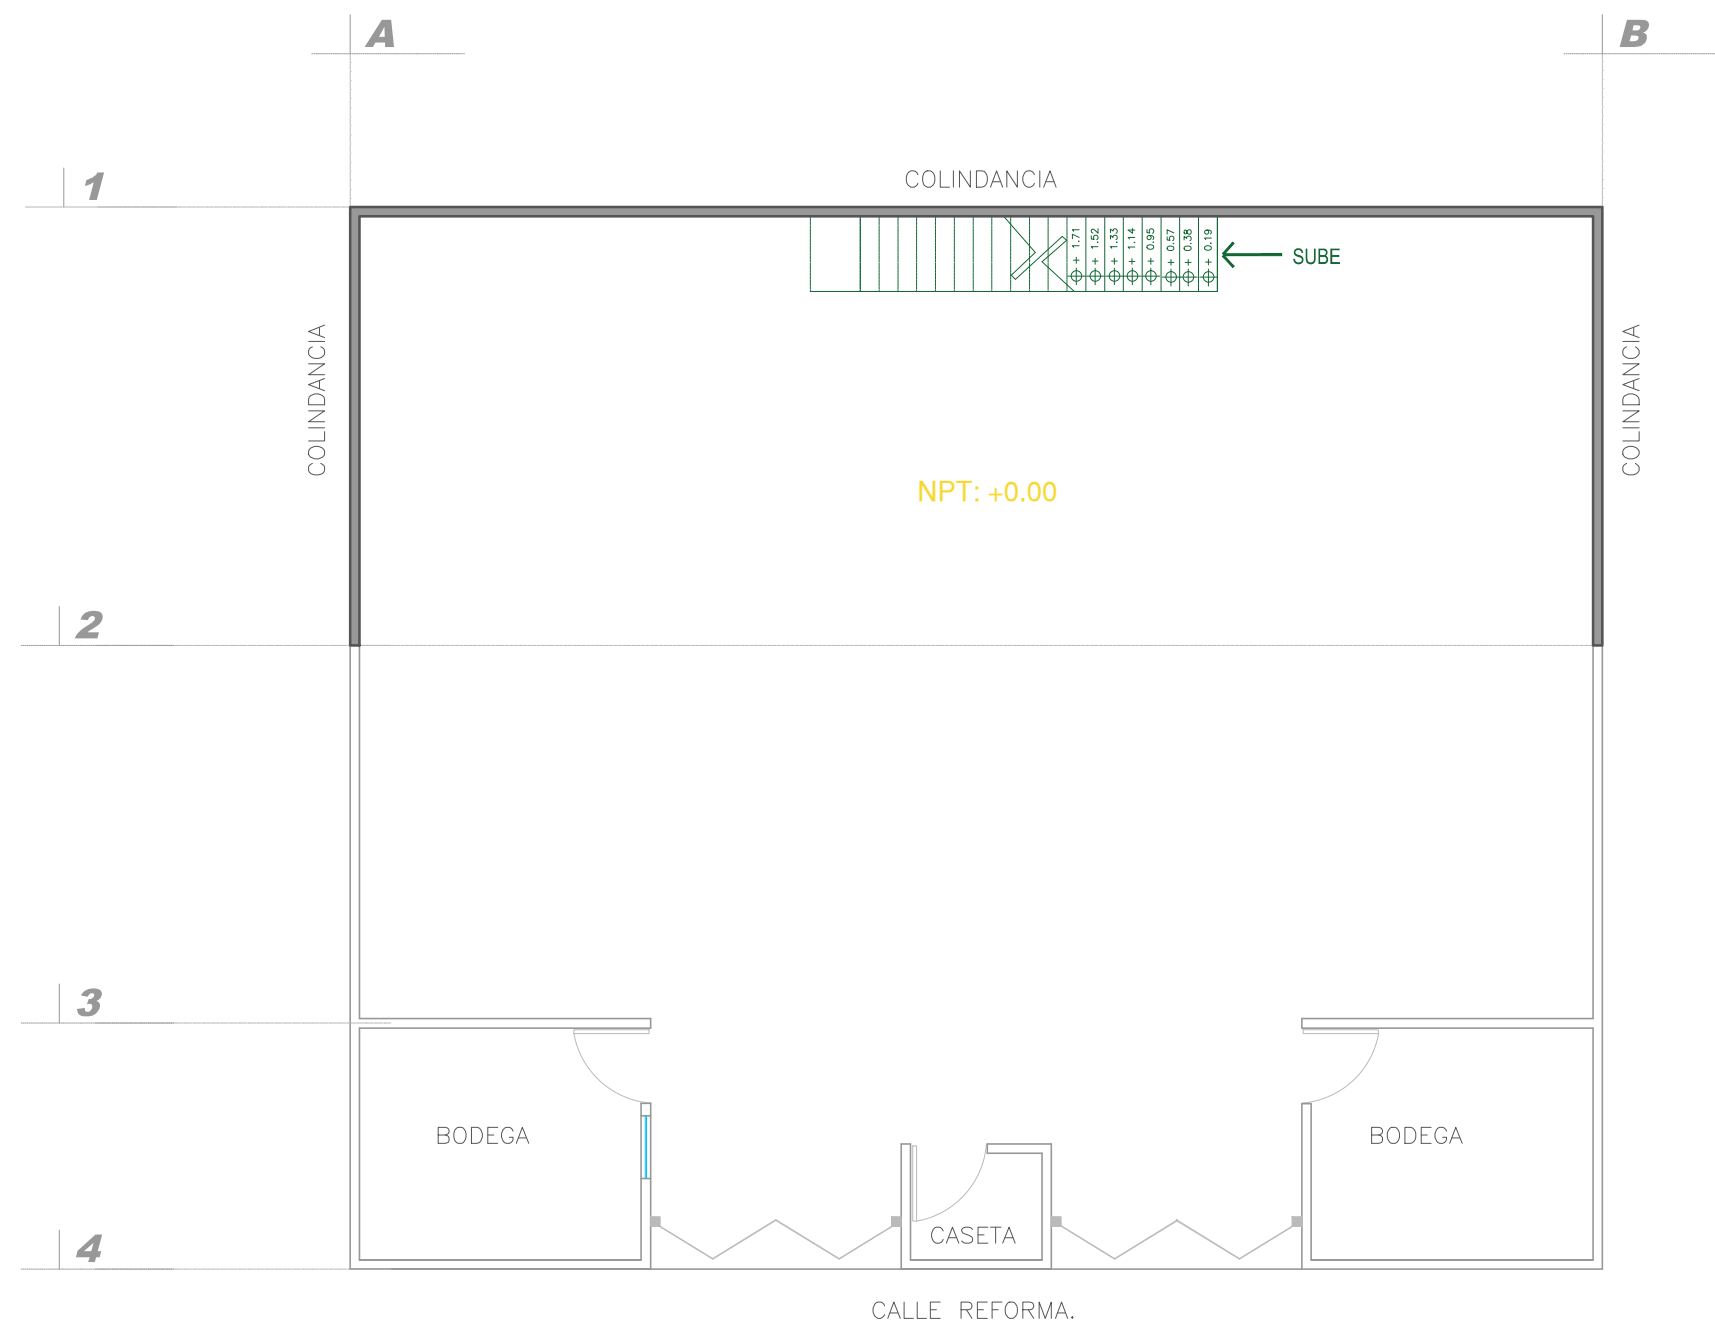 A
B
1
COLINDANCIA
+ 1.71
+ 1.52
+ 1.33
+ 1.14
+ 0.95
+ 0.57
+ 0.38
+ 0.19
SUBE
COLINDANCIA
COLINDANCIA
NPT: +0.00
2
3
BODEGA
BODEGA
CASETA
4
CALLE REFORMA.